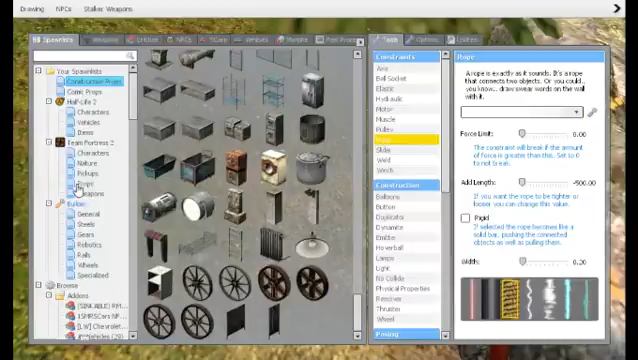 Drawing NPCs Stalker Weapons
Spawnlists Weapons NPCs Vehicles Post Process
Tools Options Utilities
Your Spawnlists
Construction Props
Comic Props
Half-Life 2
Characters
Vehicles
Items
Team Fortress 2
Characters
Nature
Pickups
Props
Weapons
Builder
General
Steels
Gears
Robotics
Rails
Wheels
Specialized
Browse
Addons
Constraints
Axis
Ball Socket
Elastic
Hydraulic
Motor
Muscle
Pulley
Rope
Slider
Weld
Winch
Construction
Balloons
Button
Duplicator
Dynamite
Emitter
Hoverball
Lamps
Light
No Collide
Physical Properties
Remover
Thruster
Wheel
Posing
Rope
A rope is exactly as it sounds. It's a rope
that connects two objects. Or you could..
you know.. draw swear words on the wall
with it.
Force Limit: 0.00
The constraint will break if the amount
of force is greater than this. Set to 0
to not break.
Add Length: -500.00
If you want the rope to be tighter or
looser you can change this value.
Rigid
If selected the rope becomes like a
solid bar, pushing the connected
objects as well as pulling them.
Width: 0.20